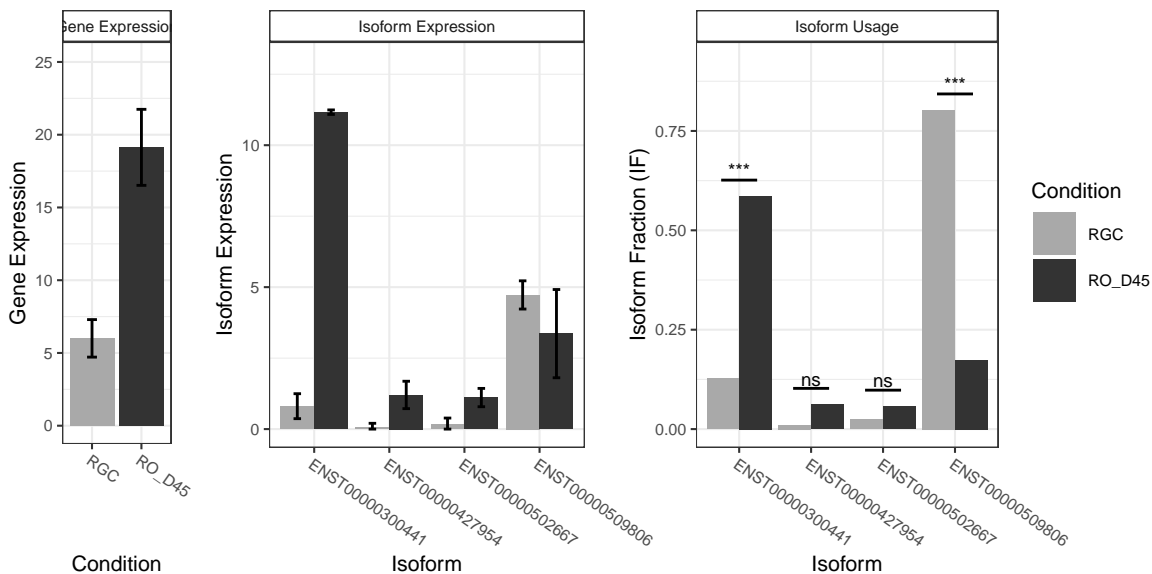 Gene Expression
Isoform Expression
Isoform Usage
Gene Expression
25
20
15
10
5
0
RGC
RO_D45
Condition
Isoform Expression
10
5
0
ENST00000300441
ENST00000427954
ENST00000502667
ENST00000509806
Isoform
Isoform Fraction (IF)
0.75
0.50
0.25
0.00
***
ns
ns
***
ENST00000300441
ENST00000427954
ENST00000502667
ENST00000509806
Isoform
Condition
RGC
RO_D45